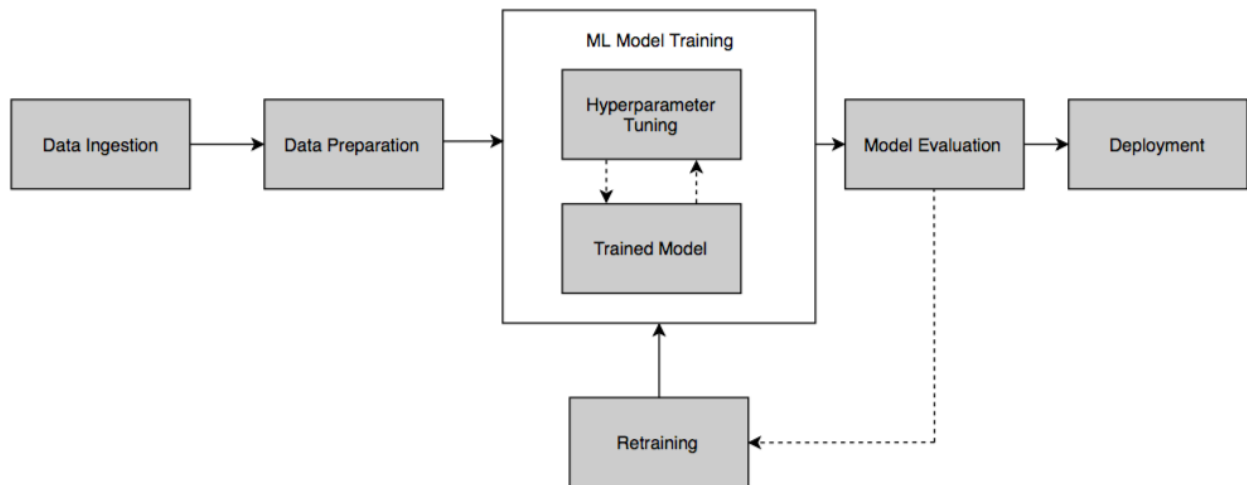 ML Model Training
Hyperparameter
Tuning
Data Ingestion
Data Preparation
Model Evaluation
Deployment
Trained Model
Retraining